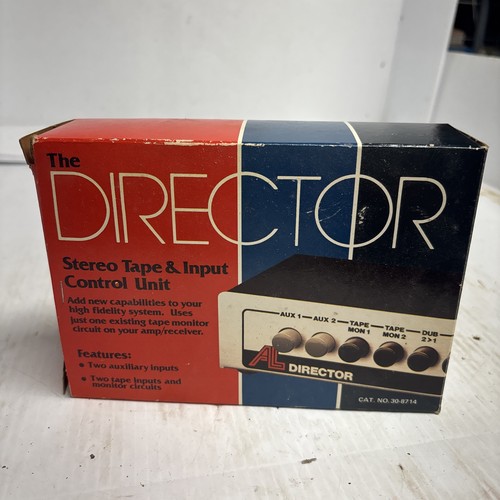 The
DIRECTOR
Stereo Tape & Input
Control Unit
Add new capabilities to your
high fidelity system. Uses
just one existing tape monitor
circuit on your amp/receiver.
Features:
• Two auxiliary inputs
• Two tape inputs and
monitor circuits
AUX 1 AUX 2 TAPE MON 1 TAPE MON 2 DUB 2>1
AL DIRECTOR
CAT. NO. 30-8714